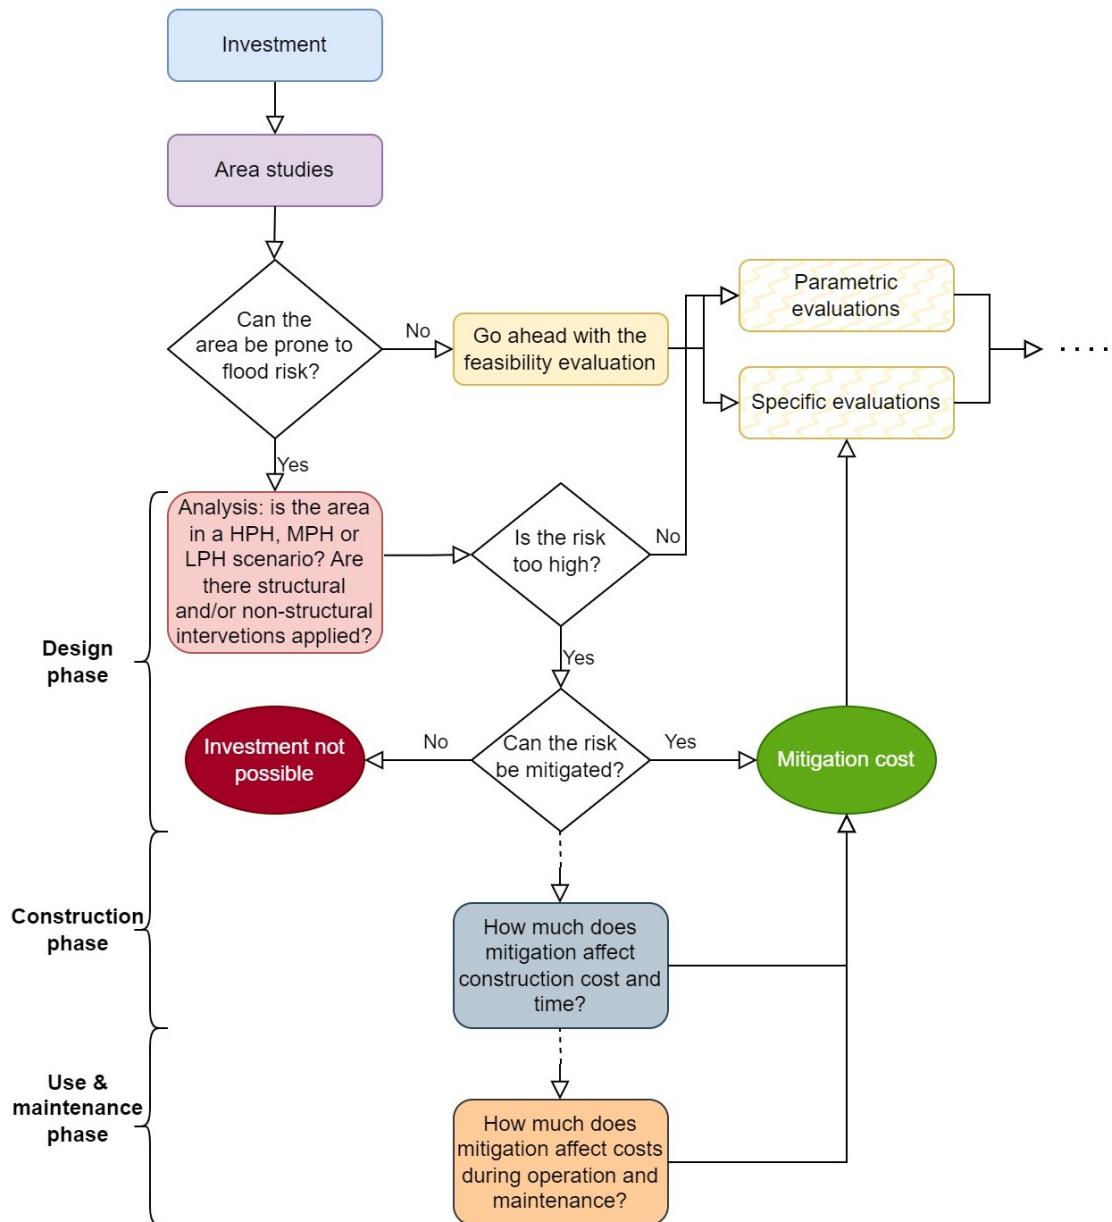 Investment
Area studies
Can the
area be prone to
flood risk?
No
Go ahead with the
feasibility evaluation
Parametric
evaluations
Specific evaluations
. . . .
Yes
Analysis: is the area
in a HPH, MPH or
LPH scenario? Are
there structural
and/or non-structural
intervetions applied?
Is the risk
too high?
No
Design
phase
Yes
Investment not
possible
No
Can the risk
be mitigated?
Yes
Mitigation cost
Construction
phase
How much does
mitigation affect
construction cost and
time?
Use &
maintenance
phase
How much does
mitigation affect costs
during operation and
maintenance?